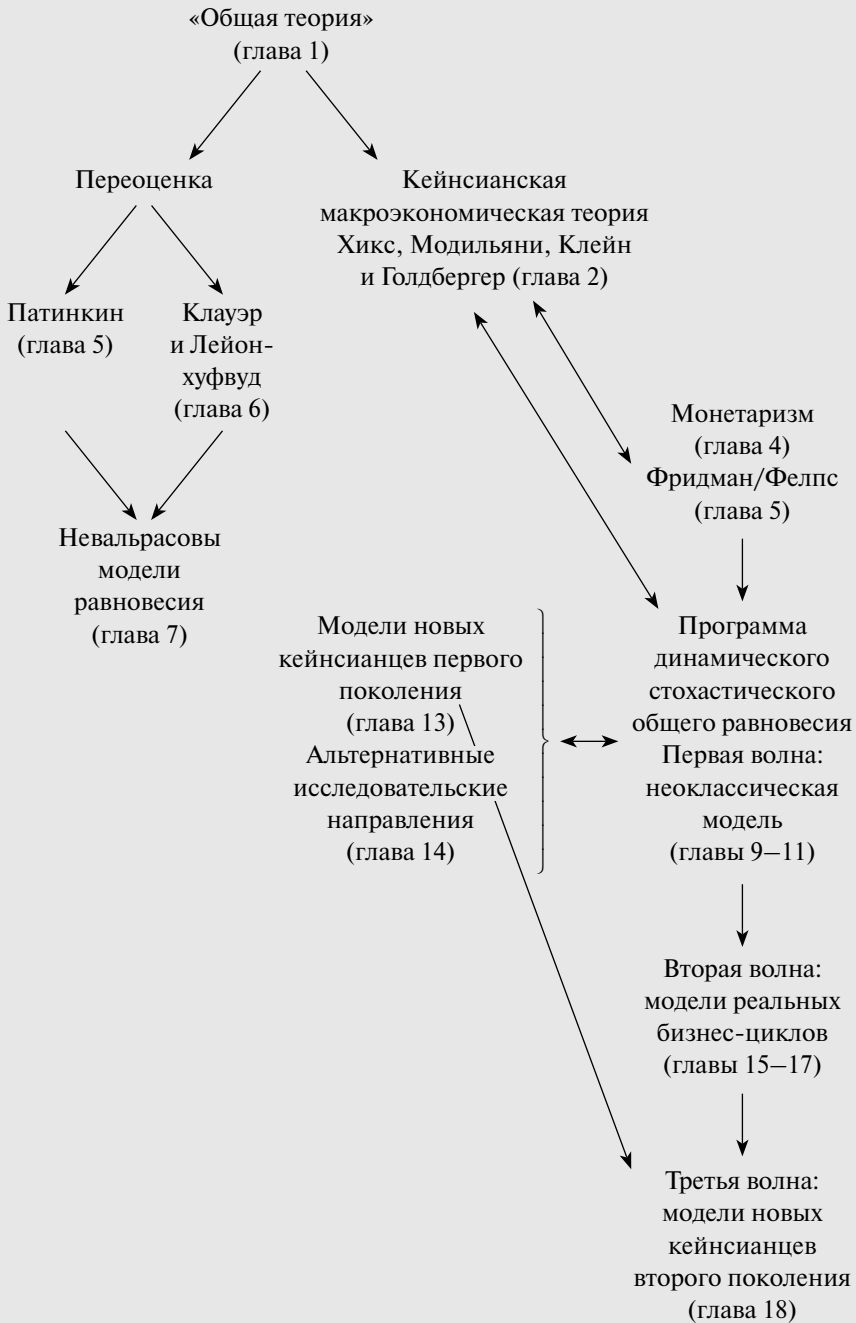 «Общая теория»
(глава 1)
Переоценка
Кейнсианская
макроэкономическая теория
Хикс, Модильяни, Клейн
и Голдбергер (глава 2)
Патинкин
(глава 5)
Клауэр
и Лейон-
хуфвуд
(глава 6)
Монетаризм
(глава 4)
Фридман/Фелпс
(глава 5)
Невальрасовы
модели
равновесия
(глава 7)
Модели новых
кейнсианцев первого
поколения
(глава 13)
Альтернативные
исследовательские
направления
(глава 14)
Программа
динамического
стохастического
общего равновесия
Первая волна:
неоклассическая
модель
(главы 9–11)
Вторая волна:
модели реальных
бизнес-циклов
(главы 15–17)
Третья волна:
модели новых
кейнсианцев
второго поколения
(глава 18)